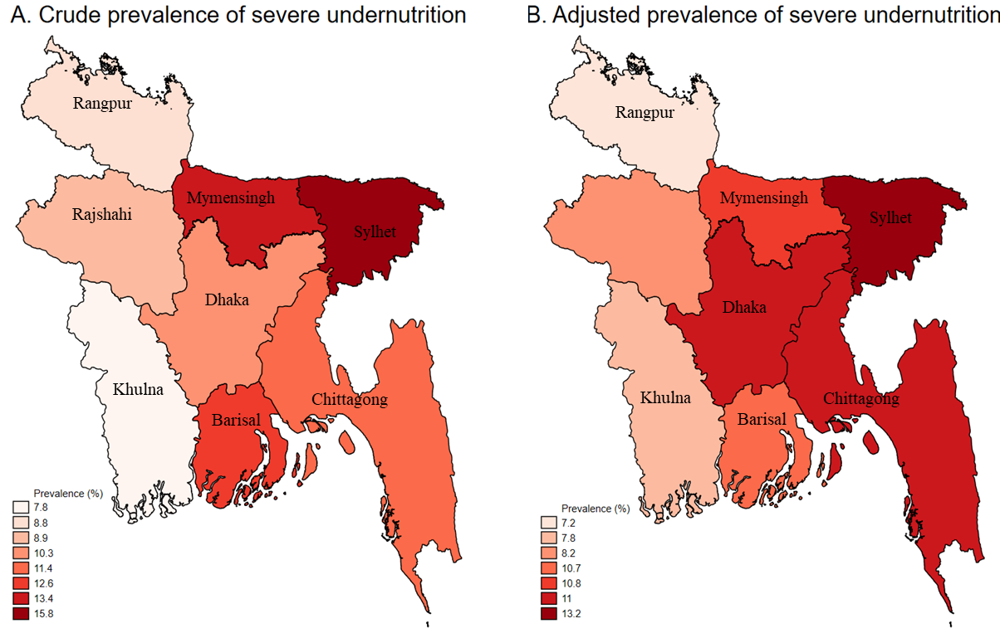 A. Crude prevalence of severe undernutrition
Rangpur
Mymensingh
Rajshahi
Sylhet
Dhaka
Khulna
Chittagong
Barisal
Prevalence (%)
7.8
8.8
8.9
10.3
11.4
12.6
13.4
15.8
B. Adjusted prevalence of severe undernutrition
Rangpur
Mymensingh
Sylhet
Dhaka
Khulna
Chittagong
Barisal
Prevalence (%)
7.2
7.8
8.2
10.7
10.8
11
13.2